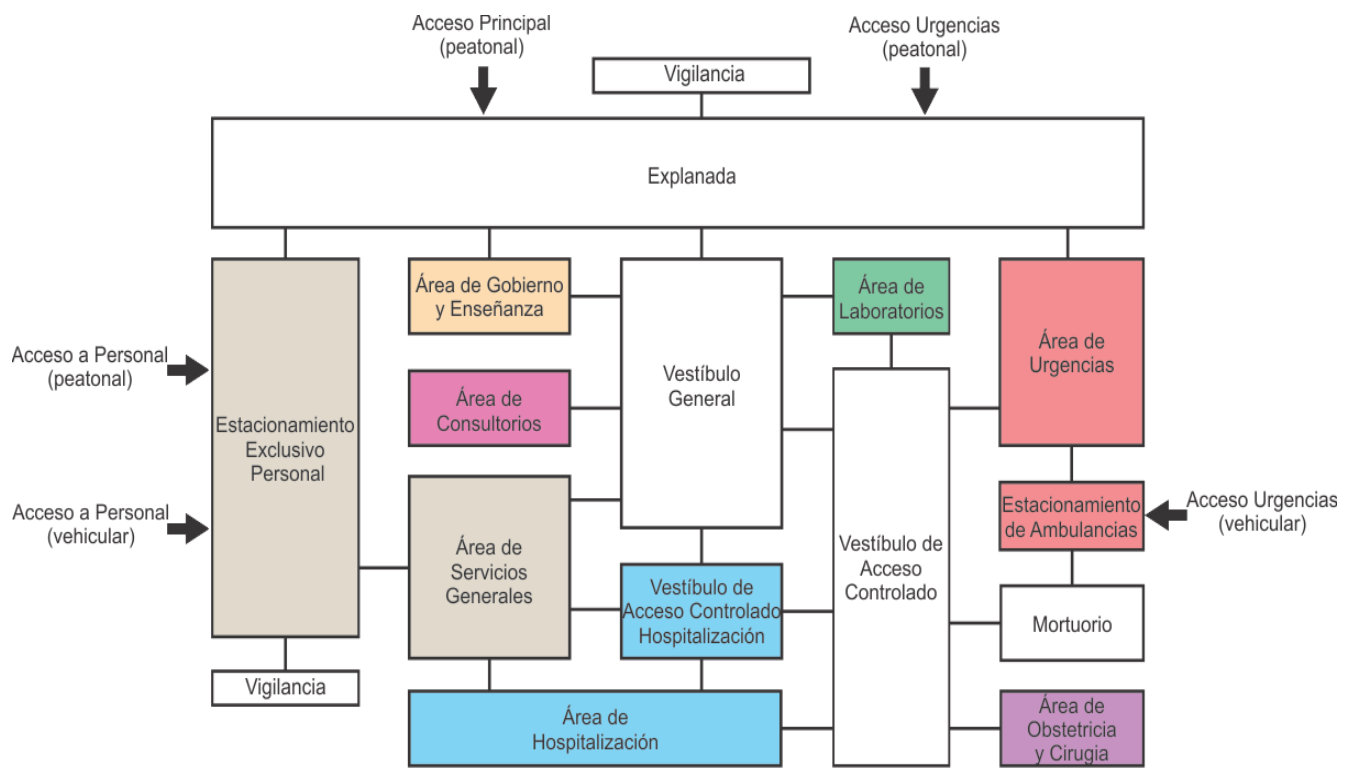 Acceso Principal
(peatonal)
Acceso Urgencias
(peatonal)
Vigilancia
Explanada
Área de Gobierno
y Enseñanza
Área de
Laboratorios
Área de
Urgencias
Vestíbulo
General
Acceso a Personal
(peatonal)
Área de
Consultorios
Estacionamiento
Exclusivo
Personal
Acceso a Personal
(vehicular)
Estacionamiento
de Ambulancias
Acceso Urgencias
(vehicular)
Área de
Servicios
Generales
Vestíbulo de
Acceso
Controlado
Vestíbulo de
Acceso Controlado
Hospitalización
Mortuorio
Vigilancia
Área de
Hospitalización
Área de
Obstetricia
y Cirugia